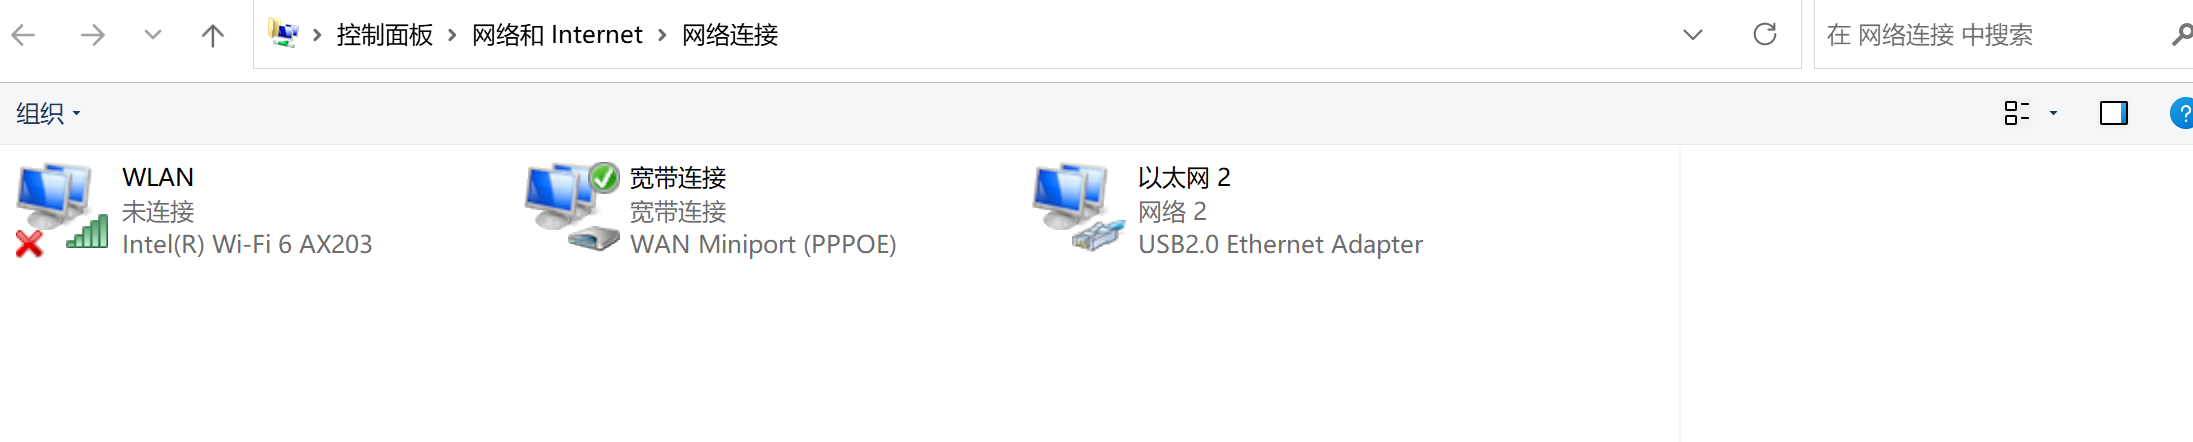 控制面板 › 网络和 Internet › 网络连接
在 网络连接 中搜索
组织
WLAN
未连接
Intel(R) Wi-Fi 6 AX203
宽带连接
宽带连接
WAN Miniport (PPPOE)
以太网 2
网络 2
USB2.0 Ethernet Adapter